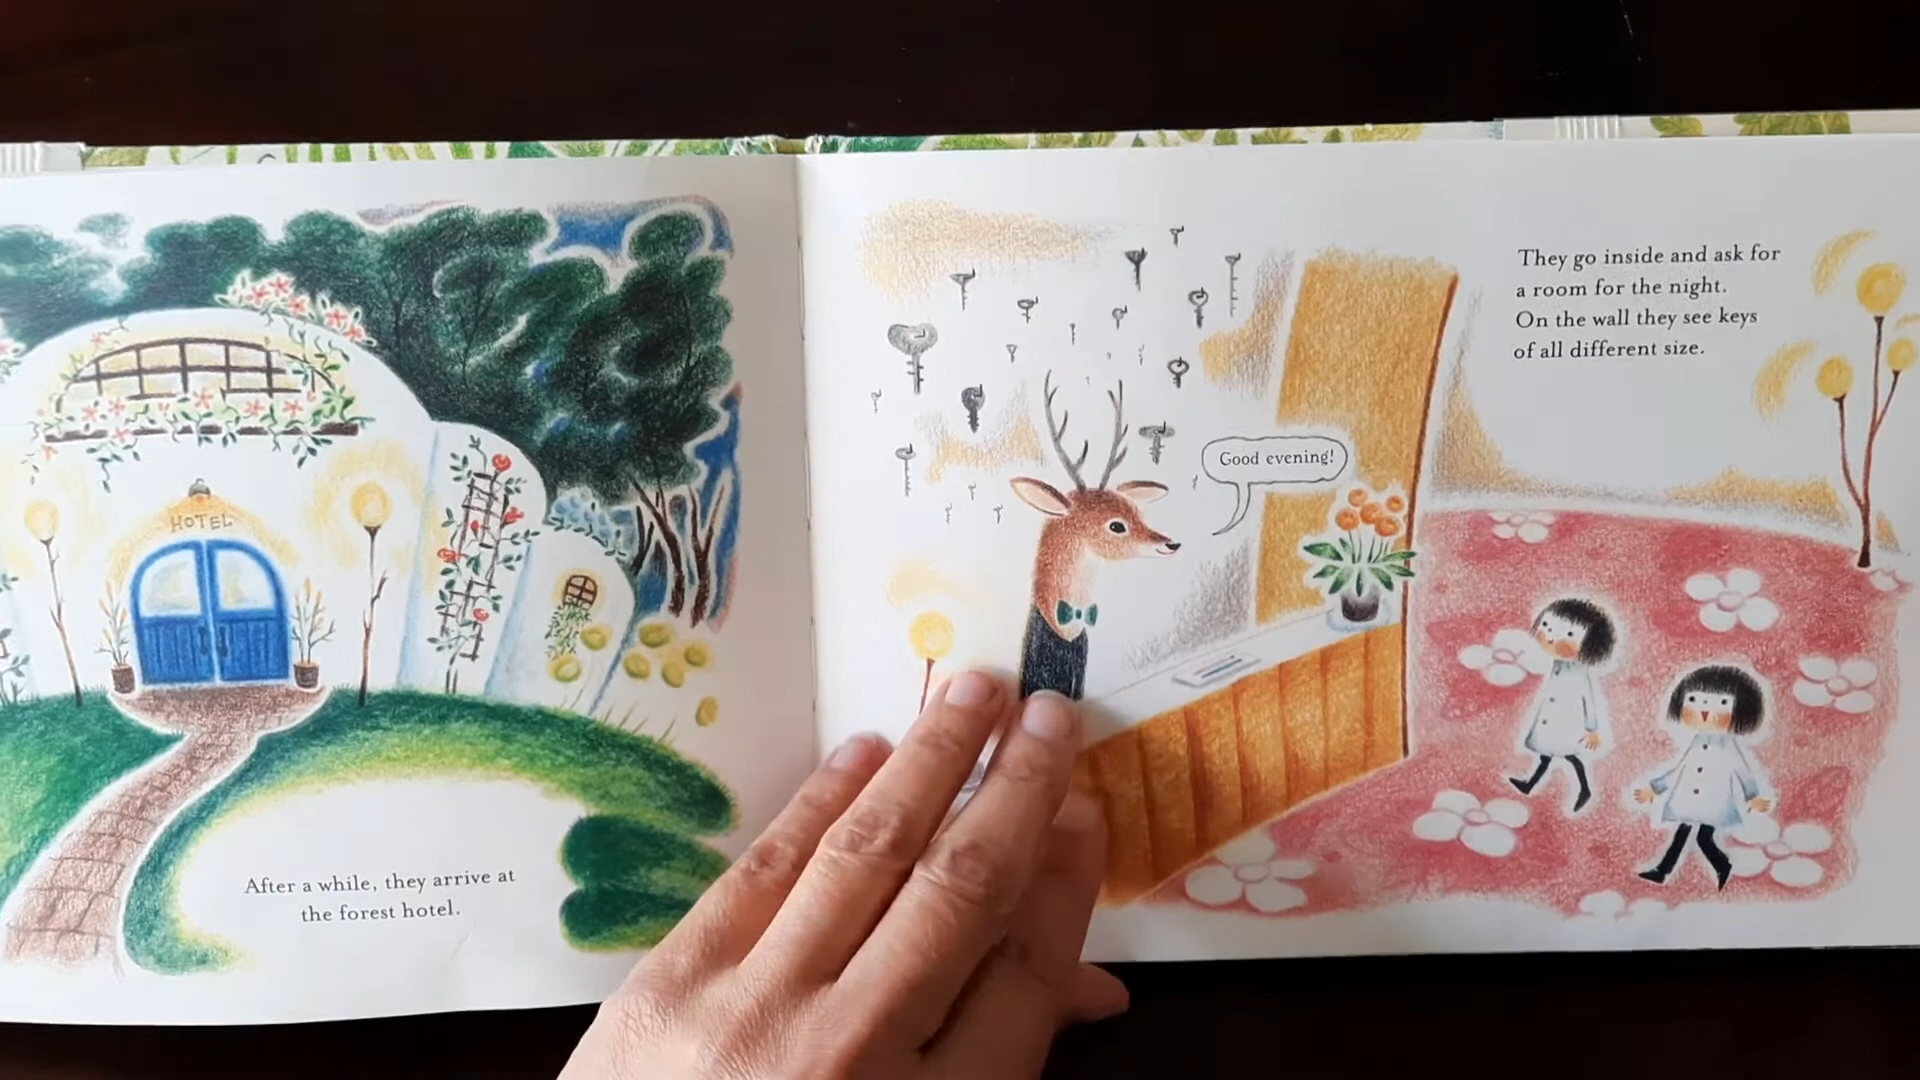 HOTEL
After a while, they arrive at
the forest hotel.
Good evening!
They go inside and ask for
a room for the night.
On the wall they see keys
of all different size.